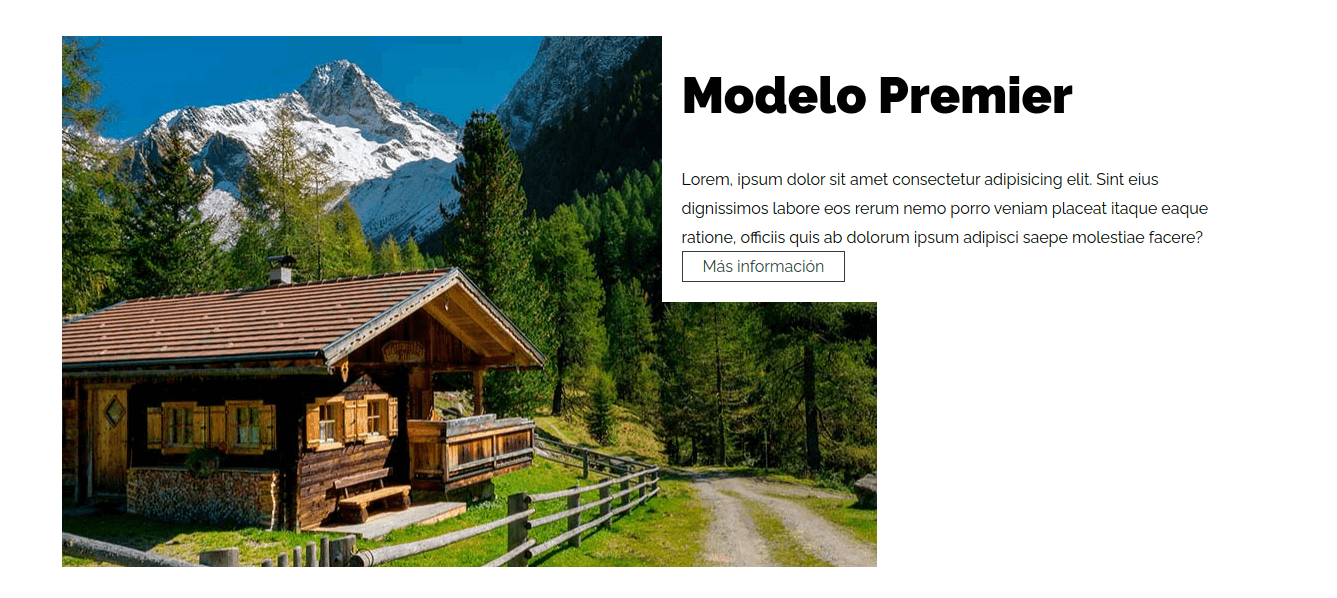 Modelo Premier
Lorem, ipsum dolor sit amet consectetur adipisicing elit. Sint eius
dignissimos labore eos rerum nemo porro veniam placeat itaque eaque
ratione, officiis quis ab dolorum ipsum adipisci saepe molestiae facere?
Más información